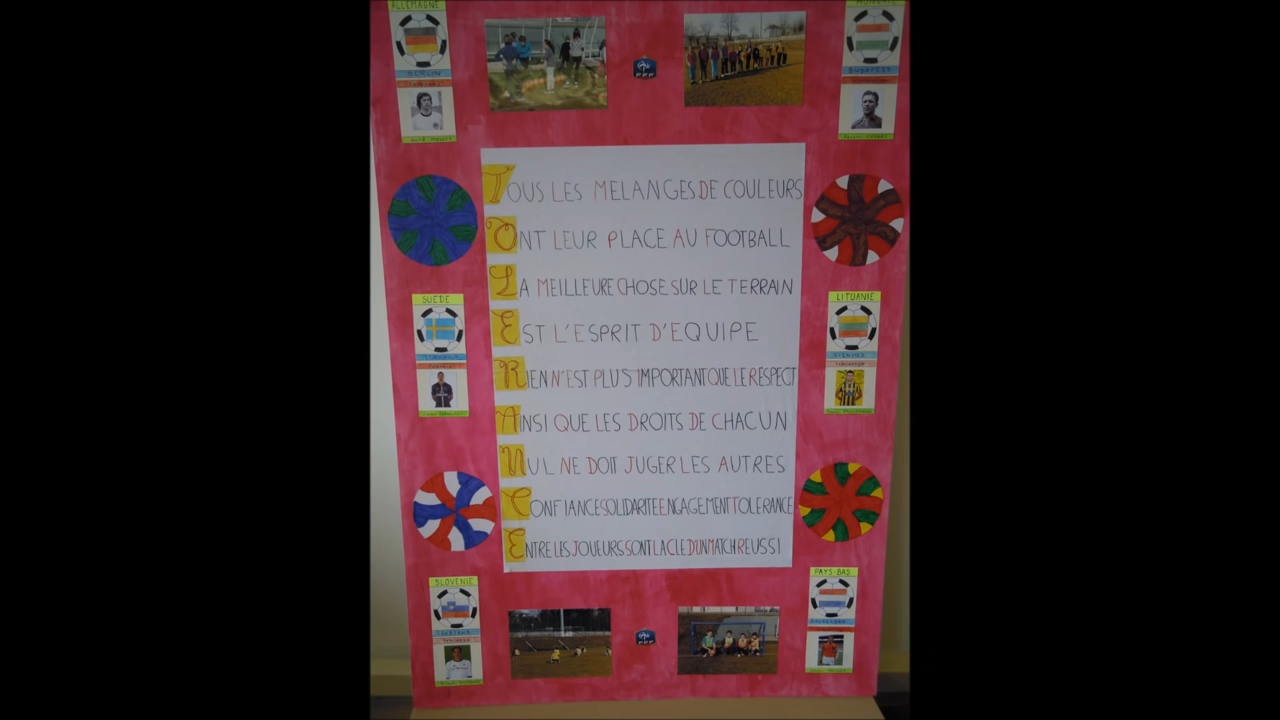 ALLEMAGNE
BERLIN
BUDAPEST
TOUS LES MELANGES DE COULEURS
ONT LEUR PLACE AU FOOTBALL
LA MEILLEURE CHOSE SUR LE TERRAIN
EST L'ESPRIT D'EQUIPE
RIEN N'EST PLUS IMPORTANT QUE LE RESPECT
AINSI QUE LES DROITS DE CHACUN
NUL NE DOIT JUGER LES AUTRES
CONFIANCE SOLIDARITE ENGAGEMENT TOLERANCE
ENTRE LES JOUEURS SONT LA CLE D'UN MATCH REUSSI
SUEDE
LITUANIE
VILNIUS
SLOVENIE
PAYS-BAS